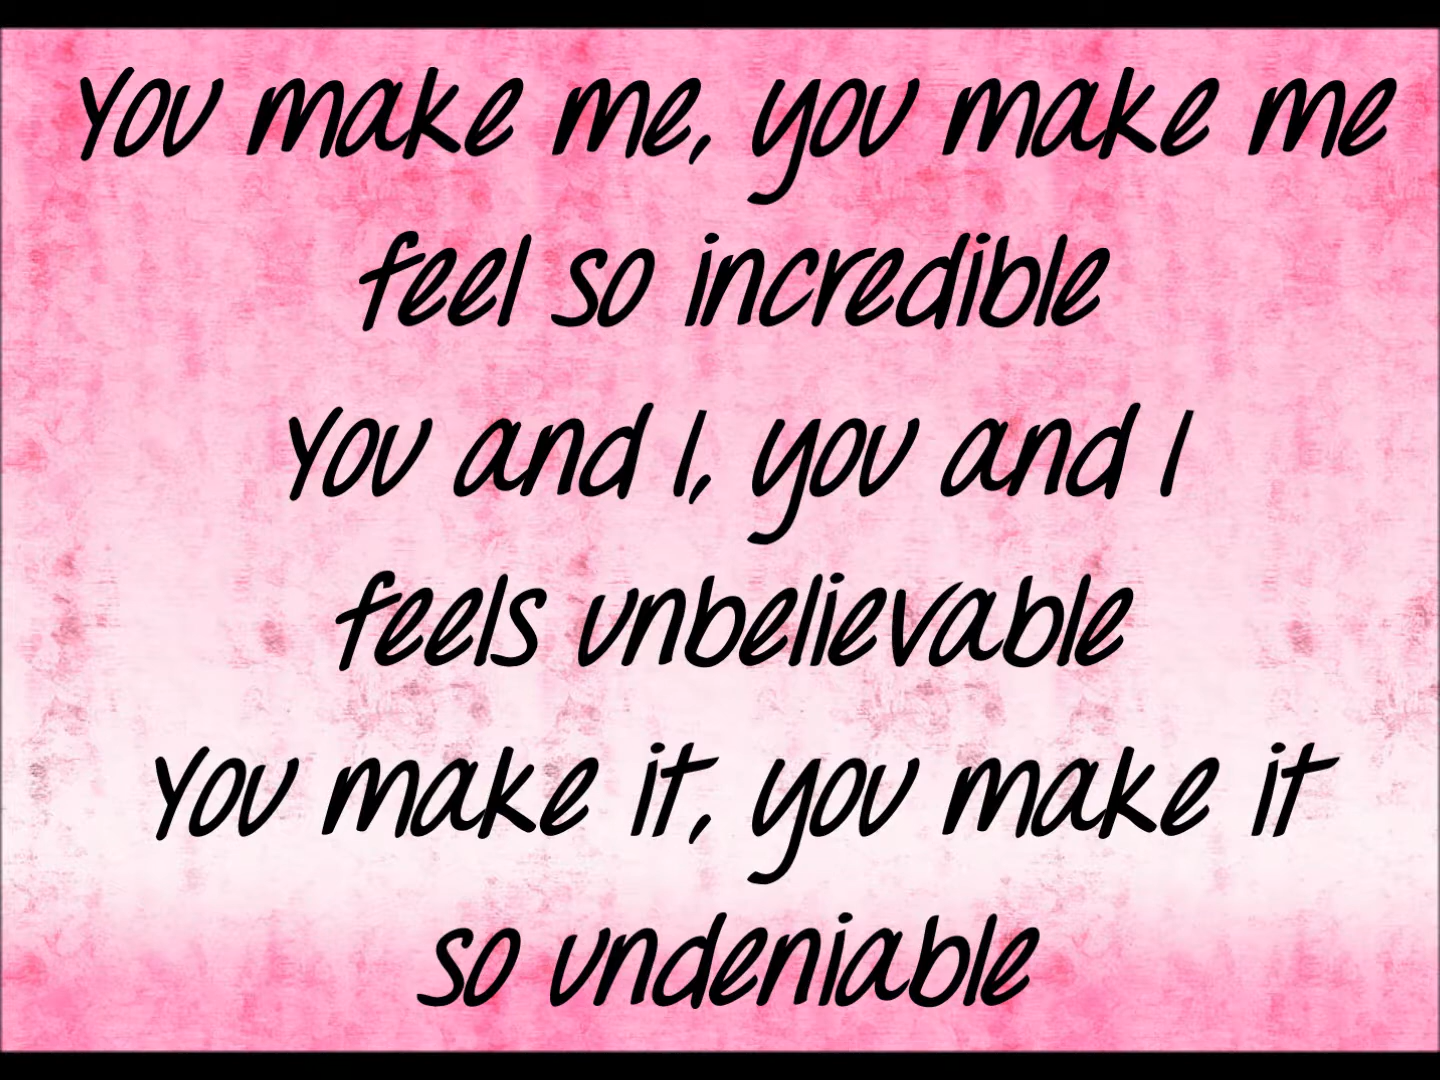 You make me, you make me
feel so incredible
You and I, you and I
feels unbelievable
You make it, you make it
so undeniable